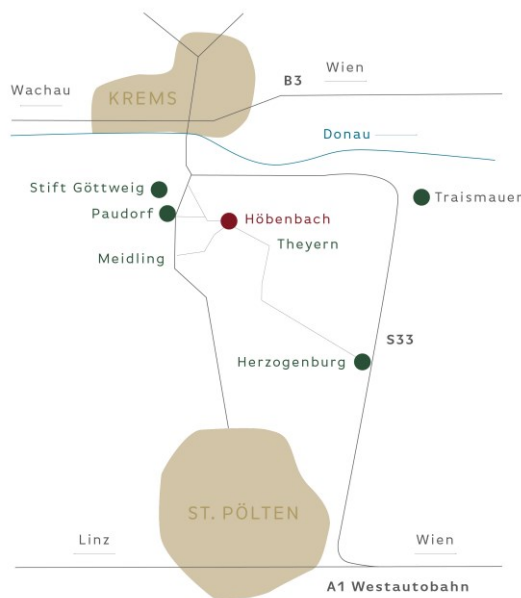 Wien
B3
Wachau
KREMS
Donau
Stift Göttweig
Traismauer
Paudorf
Höbenbach
Theyern
Meidling
S33
Herzogenburg
ST. PÖLTEN
Linz
Wien
A1 Westautobahn